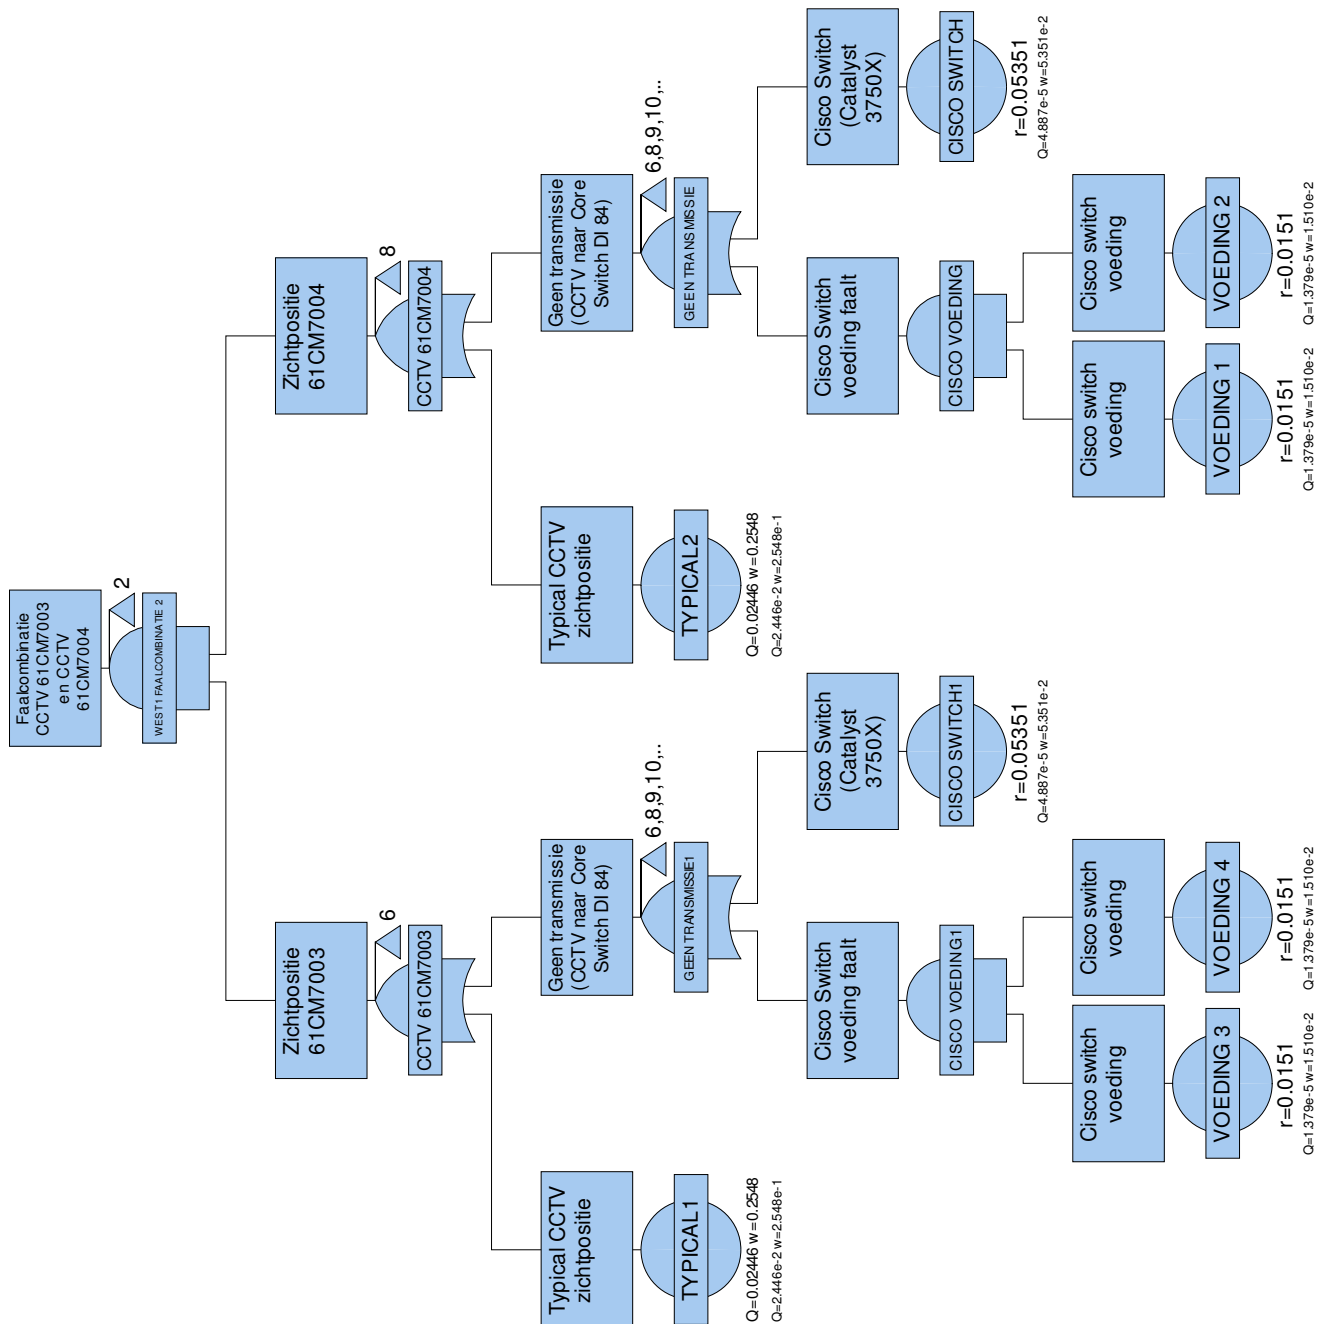 Faalcombinatie
CCTV 61CM7003
en CCTV
61CM7004
2
WEST1 FAALCOMBINATIE 2
Zichtpositie
61CM7003
6
CCTV 61CM7003
Zichtpositie
61CM7004
8
CCTV 61CM7004
Typical CCTV
zichtpositie
TYPICAL1
Q=0.02446 w=0.2548
Q=2.446e-2 w=2.548e-1
Geen transmissie
(CCTV naar Core
Switch DI 84)
6,8,9,10,..
GEEN TRANSMISSIE1
Typical CCTV
zichtpositie
TYPICAL2
Q=0.02446 w=0.2548
Q=2.446e-2 w=2.548e-1
Geen transmissie
(CCTV naar Core
Switch DI 84)
6,8,9,10,..
GEEN TRANSMISSIE
Cisco Switch
voeding faalt
CISCO VOEDING1
Cisco Switch
(Catalyst
3750X)
CISCO SWITCH1
r=0.05351
Q=4.887e-5 w=5.351e-2
Cisco Switch
voeding faalt
CISCO VOEDING
Cisco Switch
(Catalyst
3750X)
CISCO SWITCH
r=0.05351
Q=4.887e-5 w=5.351e-2
Cisco switch
voeding
VOEDING 3
r=0.0151
Q=1.379e-5 w=1.510e-2
Cisco switch
voeding
VOEDING 4
r=0.0151
Q=1.379e-5 w=1.510e-2
Cisco switch
voeding
VOEDING 1
r=0.0151
Q=1.379e-5 w=1.510e-2
Cisco switch
voeding
VOEDING 2
r=0.0151
Q=1.379e-5 w=1.510e-2